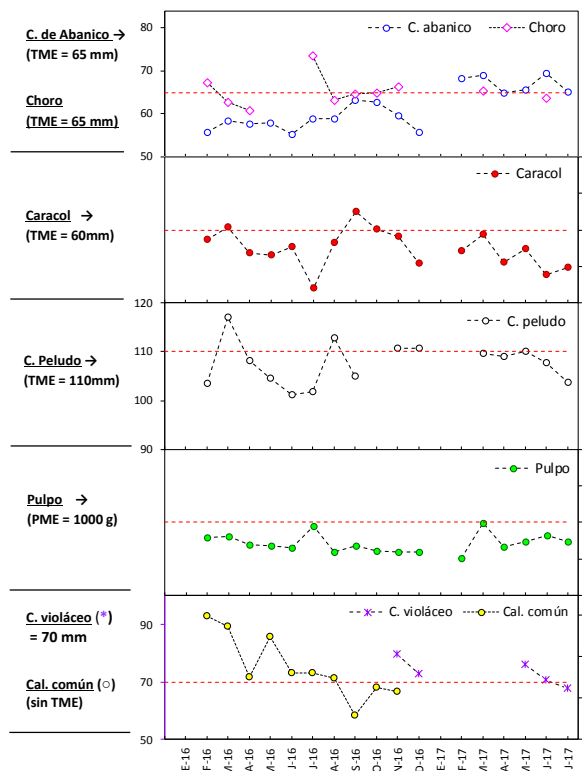 C. de Abanico →
(TME = 65 mm)
Choro
(TME = 65 mm)
80
70
60
50
C. abanico
Choro
Caracol →
(TME = 60mm)
Caracol
C. Peludo →
(TME = 110mm)
120
110
100
90
C. peludo
Pulpo →
(PME = 1000 g)
Pulpo
C. violáceo (*)
= 70 mm
Cal. común (○)
(sin TME)
90
70
50
C. violáceo
Cal. común
E-16
F-16
M-16
A-16
M-16
J-16
J-16
A-16
S-16
O-16
N-16
D-16
E-17
F-17
M-17
A-17
M-17
J-17
J-17